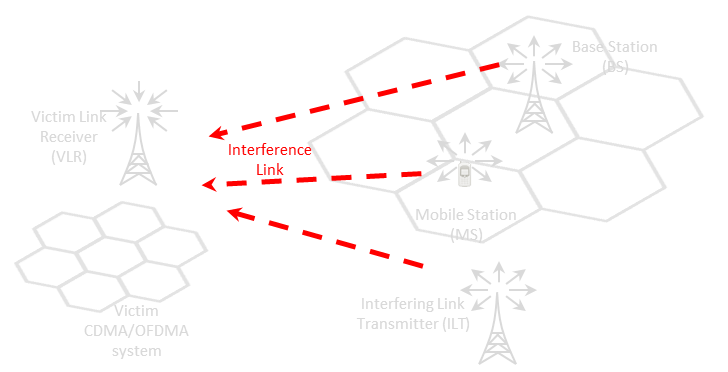 Base Station
(BS)
Victim Link
Receiver
(VLR)
Interference
Link
Mobile Station
(MS)
Interfering Link
Transmitter (ILT)
Victim
CDMA/OFDMA
system